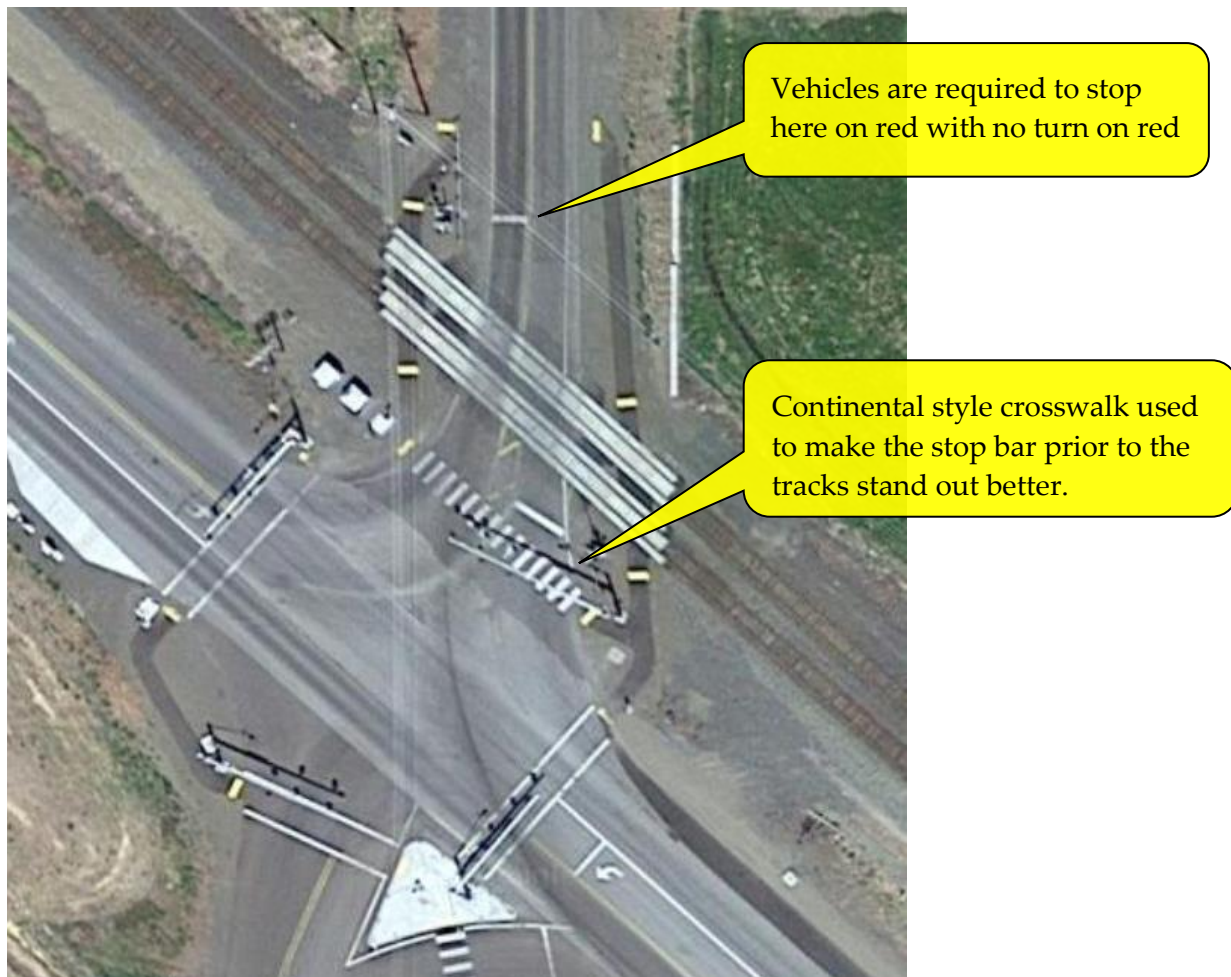 Vehicles are required to stop
here on red with no turn on red
Continental style crosswalk used
to make the stop bar prior to the
tracks stand out better.